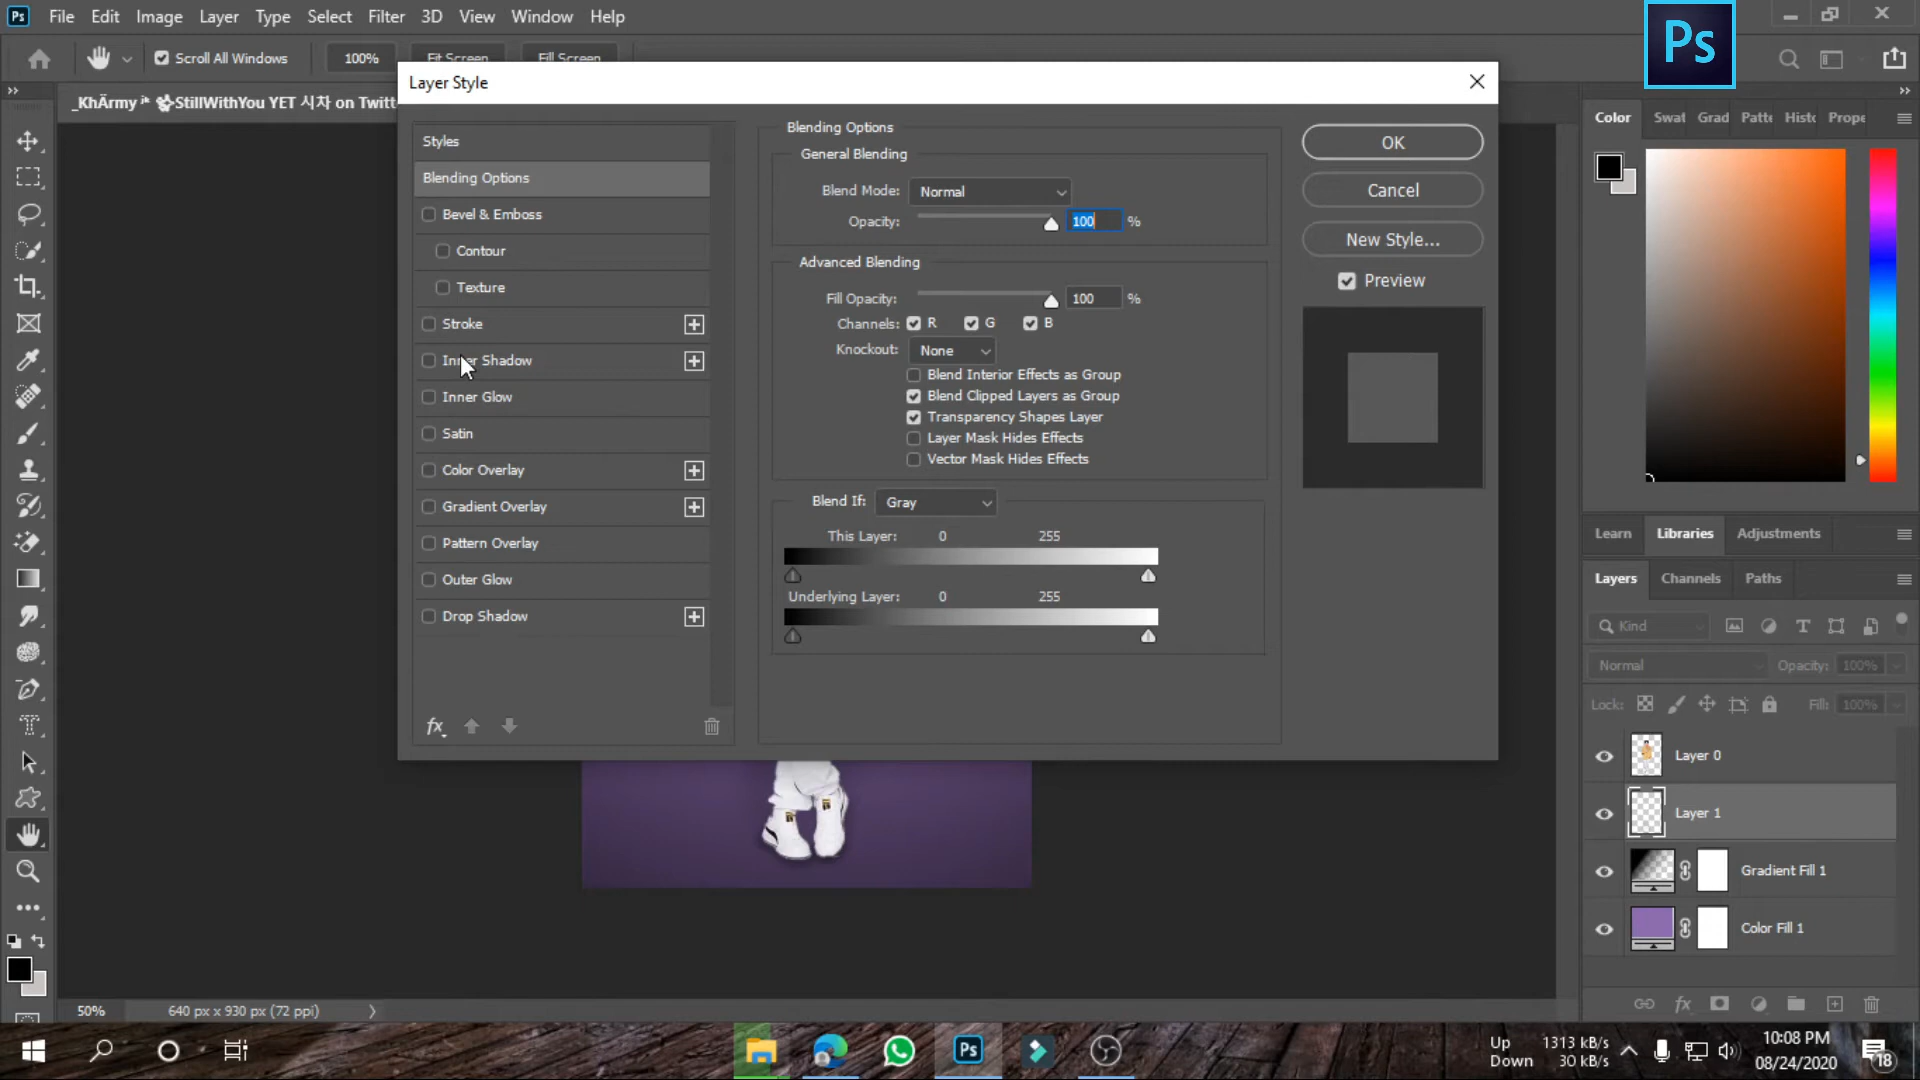 Ps File Edit Image Layer Type Select Filter 3D View Window Help
Ps
Scroll All Windows 100% Fit Screen Fill Screen
Layer Style
StillWithYou YET 시차 on Twitt
Styles
Blending Options
Bevel & Emboss
Contour
Texture
Stroke
Inner Shadow
Inner Glow
Satin
Color Overlay
Gradient Overlay
Pattern Overlay
Outer Glow
Drop Shadow
fx
Blending Options
General Blending
Blend Mode: Normal
Opacity: 100 %
Advanced Blending
Fill Opacity: 100 %
Channels: R G B
Knockout: None
Blend Interior Effects as Group
Blend Clipped Layers as Group
Transparency Shapes Layer
Layer Mask Hides Effects
Vector Mask Hides Effects
Blend If: Gray
This Layer: 0 255
Underlying Layer: 0 255
OK
Cancel
New Style...
Preview
Color Swat Grad Patte Histo Prope
Learn Libraries Adjustments
Layers Channels Paths
Kind
Normal Opacity: 100%
Lock: Fill: 100%
Layer 0
Layer 1
Gradient Fill 1
Color Fill 1
fx
50% 640 px x 930 px (72 ppi)
Ps
Up 1313 kB/s
Down 30 kB/s
10:08 PM
08/24/2020
18